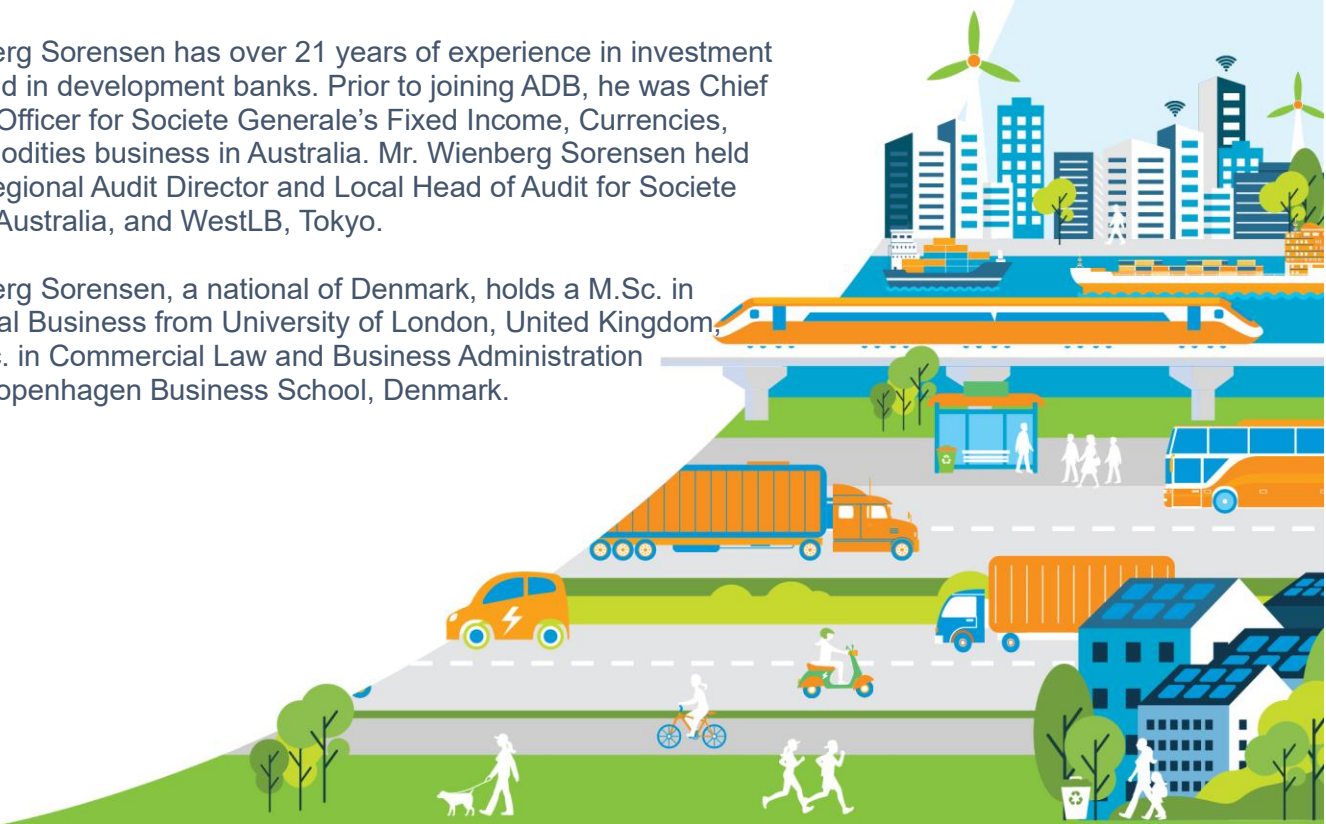 erg Sorensen has over 21 years of experience in investment
d in development banks. Prior to joining ADB, he was Chief
Officer for Societe Generale’s Fixed Income, Currencies,
odities business in Australia. Mr. Wienberg Sorensen held
egional Audit Director and Local Head of Audit for Societe
Australia, and WestLB, Tokyo.
erg Sorensen, a national of Denmark, holds a M.Sc. in
al Business from University of London, United Kingdom,
c. in Commercial Law and Business Administration
openhagen Business School, Denmark.